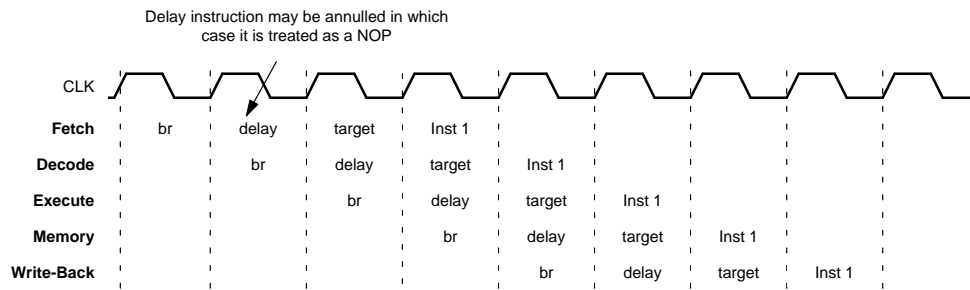 Delay instruction may be annulled in which
case it is treated as a NOP
CLK
Fetch br delay target Inst 1
Decode br delay target Inst 1
Execute br delay target Inst 1
Memory br delay target Inst 1
Write-Back br delay target Inst 1